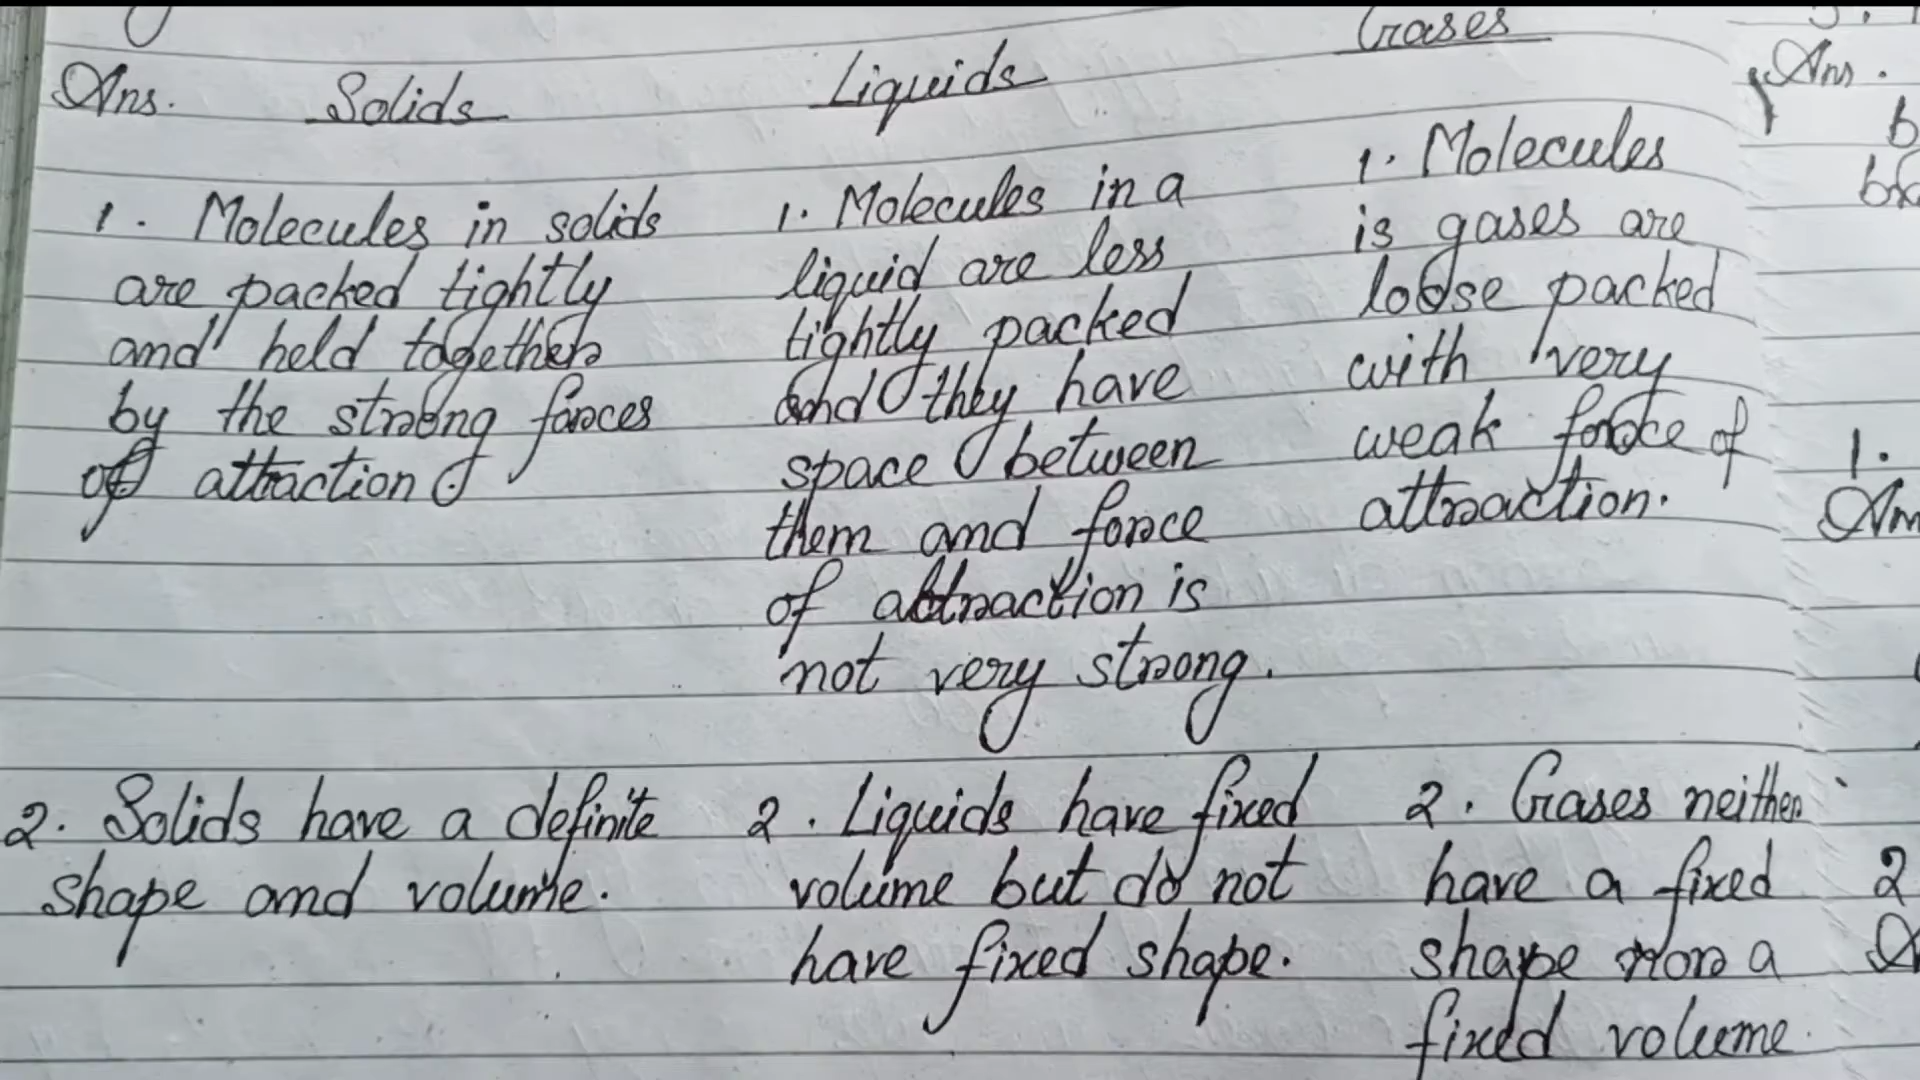 Ans. Solids Liquids Gases
1. Molecules in solids
are packed tightly
and held together
by the strong forces
of attraction.
1. Molecules in a
liquid are less
tightly packed
and they have
space between
them and force
of attraction is
not very strong.
1. Molecules
is gases are
loose packed
with very
weak force of
attraction.
2. Solids have a definite
shape and volume.
2. Liquids have fixed
volume but do not
have fixed shape.
2. Gases neither
have a fixed
shape nor a
fixed volume.
Ans.
1.
2